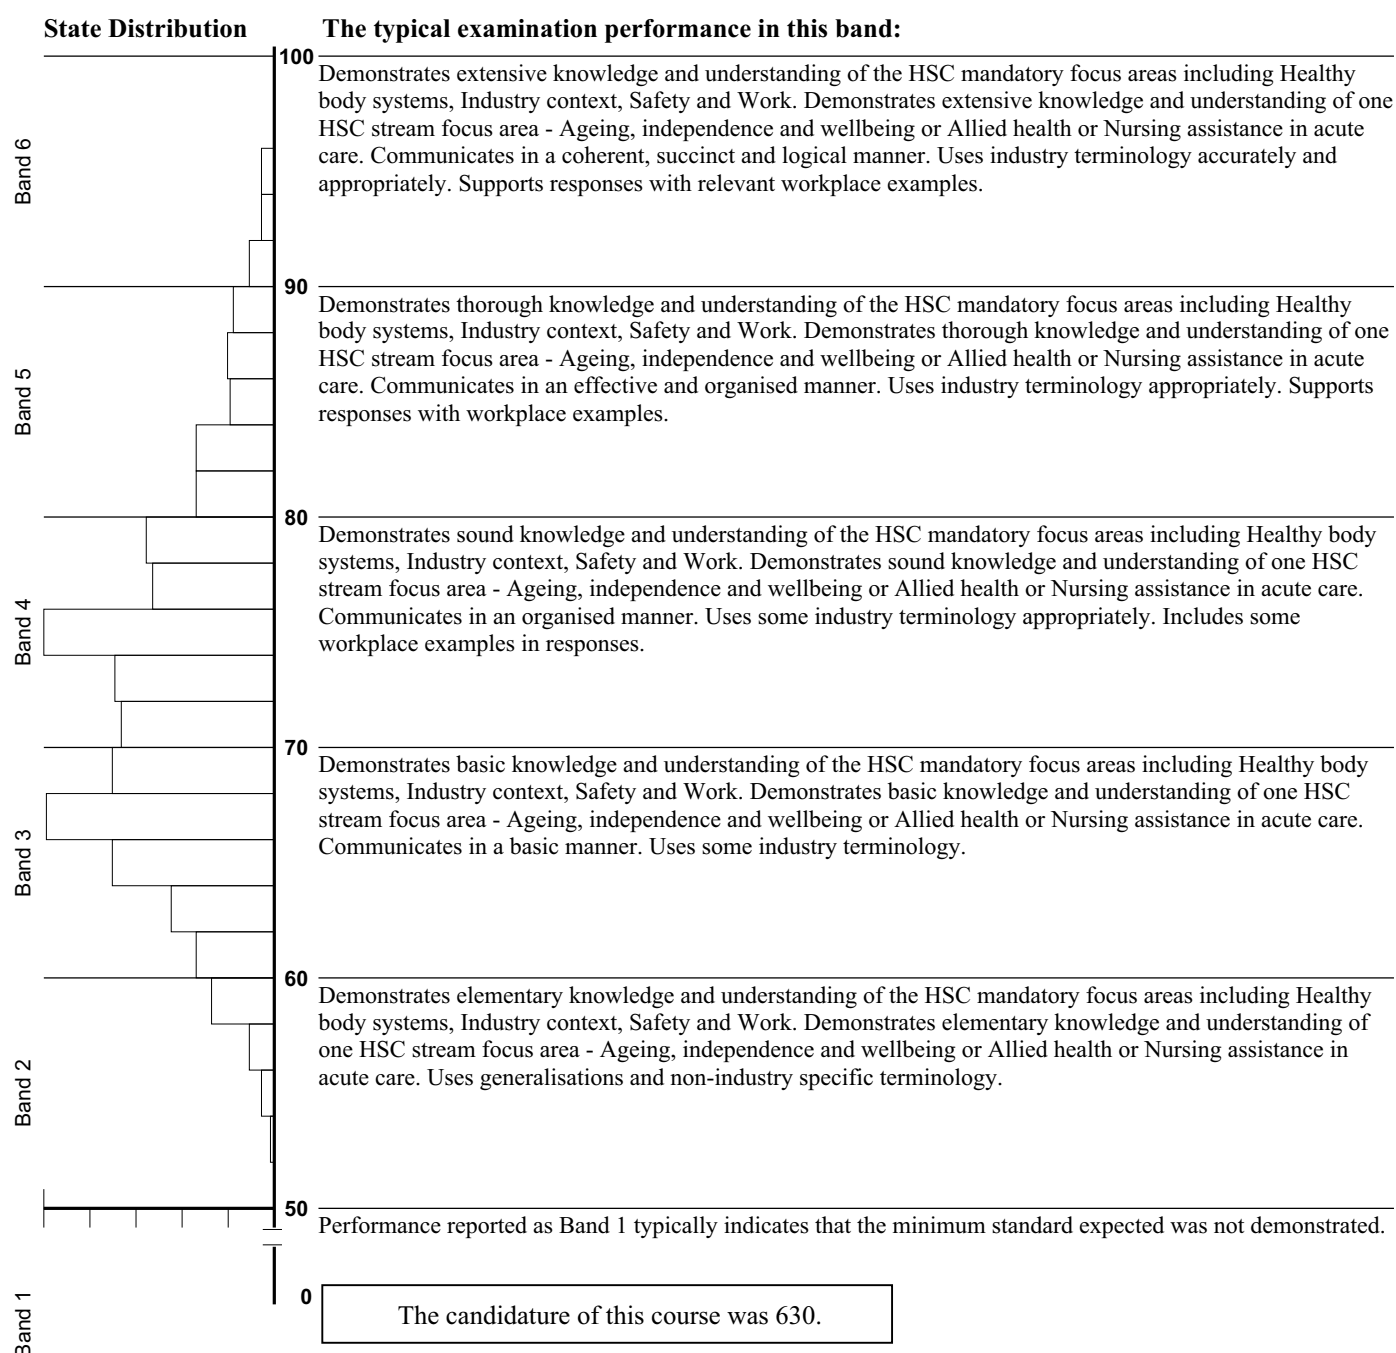 State Distribution
The typical examination performance in this band:
100
Demonstrates extensive knowledge and understanding of the HSC mandatory focus areas including Healthy
body systems, Industry context, Safety and Work. Demonstrates extensive knowledge and understanding of one
HSC stream focus area - Ageing, independence and wellbeing or Allied health or Nursing assistance in acute
care. Communicates in a coherent, succinct and logical manner. Uses industry terminology accurately and
appropriately. Supports responses with relevant workplace examples.
Band 6
90
Demonstrates thorough knowledge and understanding of the HSC mandatory focus areas including Healthy
body systems, Industry context, Safety and Work. Demonstrates thorough knowledge and understanding of one
HSC stream focus area - Ageing, independence and wellbeing or Allied health or Nursing assistance in acute
care. Communicates in an effective and organised manner. Uses industry terminology appropriately. Supports
responses with workplace examples.
Band 5
80
Demonstrates sound knowledge and understanding of the HSC mandatory focus areas including Healthy body
systems, Industry context, Safety and Work. Demonstrates sound knowledge and understanding of one HSC
stream focus area - Ageing, independence and wellbeing or Allied health or Nursing assistance in acute care.
Communicates in an organised manner. Uses some industry terminology appropriately. Includes some
workplace examples in responses.
Band 4
70
Demonstrates basic knowledge and understanding of the HSC mandatory focus areas including Healthy body
systems, Industry context, Safety and Work. Demonstrates basic knowledge and understanding of one HSC
stream focus area - Ageing, independence and wellbeing or Allied health or Nursing assistance in acute care.
Communicates in a basic manner. Uses some industry terminology.
Band 3
60
Demonstrates elementary knowledge and understanding of the HSC mandatory focus areas including Healthy
body systems, Industry context, Safety and Work. Demonstrates elementary knowledge and understanding of
one HSC stream focus area - Ageing, independence and wellbeing or Allied health or Nursing assistance in
acute care. Uses generalisations and non-industry specific terminology.
Band 2
50
Performance reported as Band 1 typically indicates that the minimum standard expected was not demonstrated.
0
The candidature of this course was 630.
Band 1